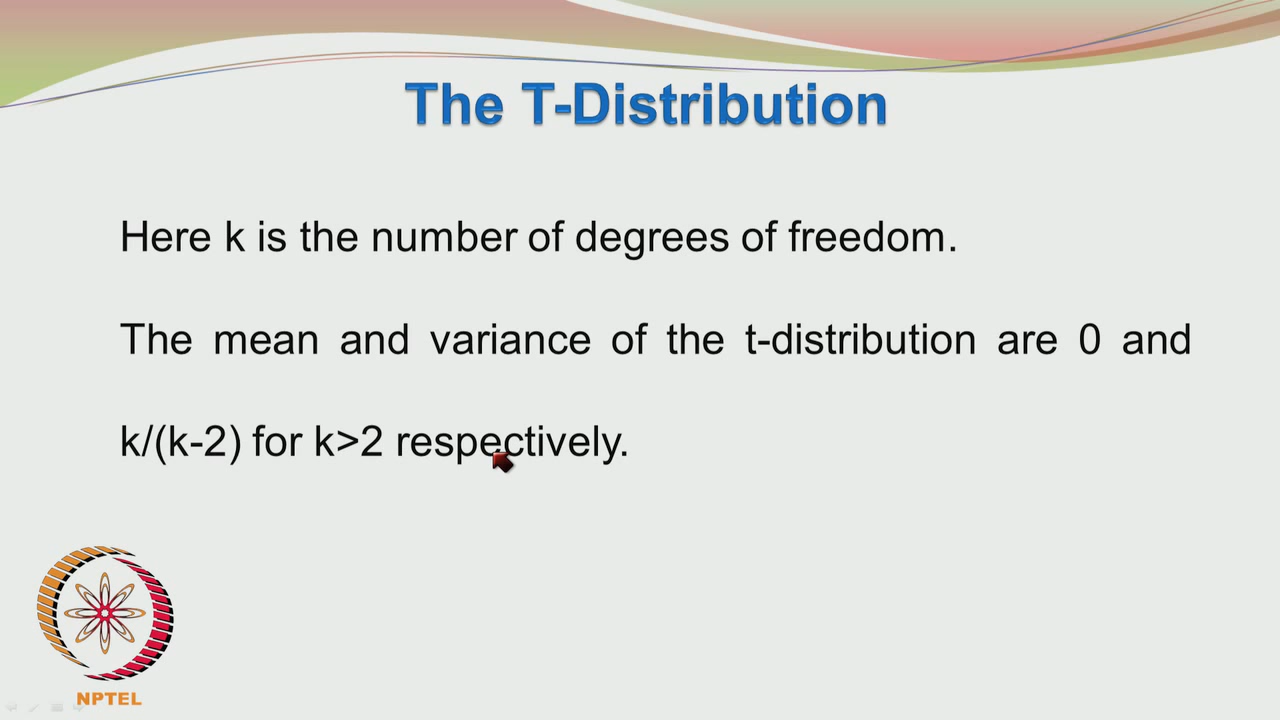 The T-Distribution
Here k is the number of degrees of freedom.
The mean and variance of the t-distribution are 0 and
k/(k-2) for k>2 respectively.
NPTEL